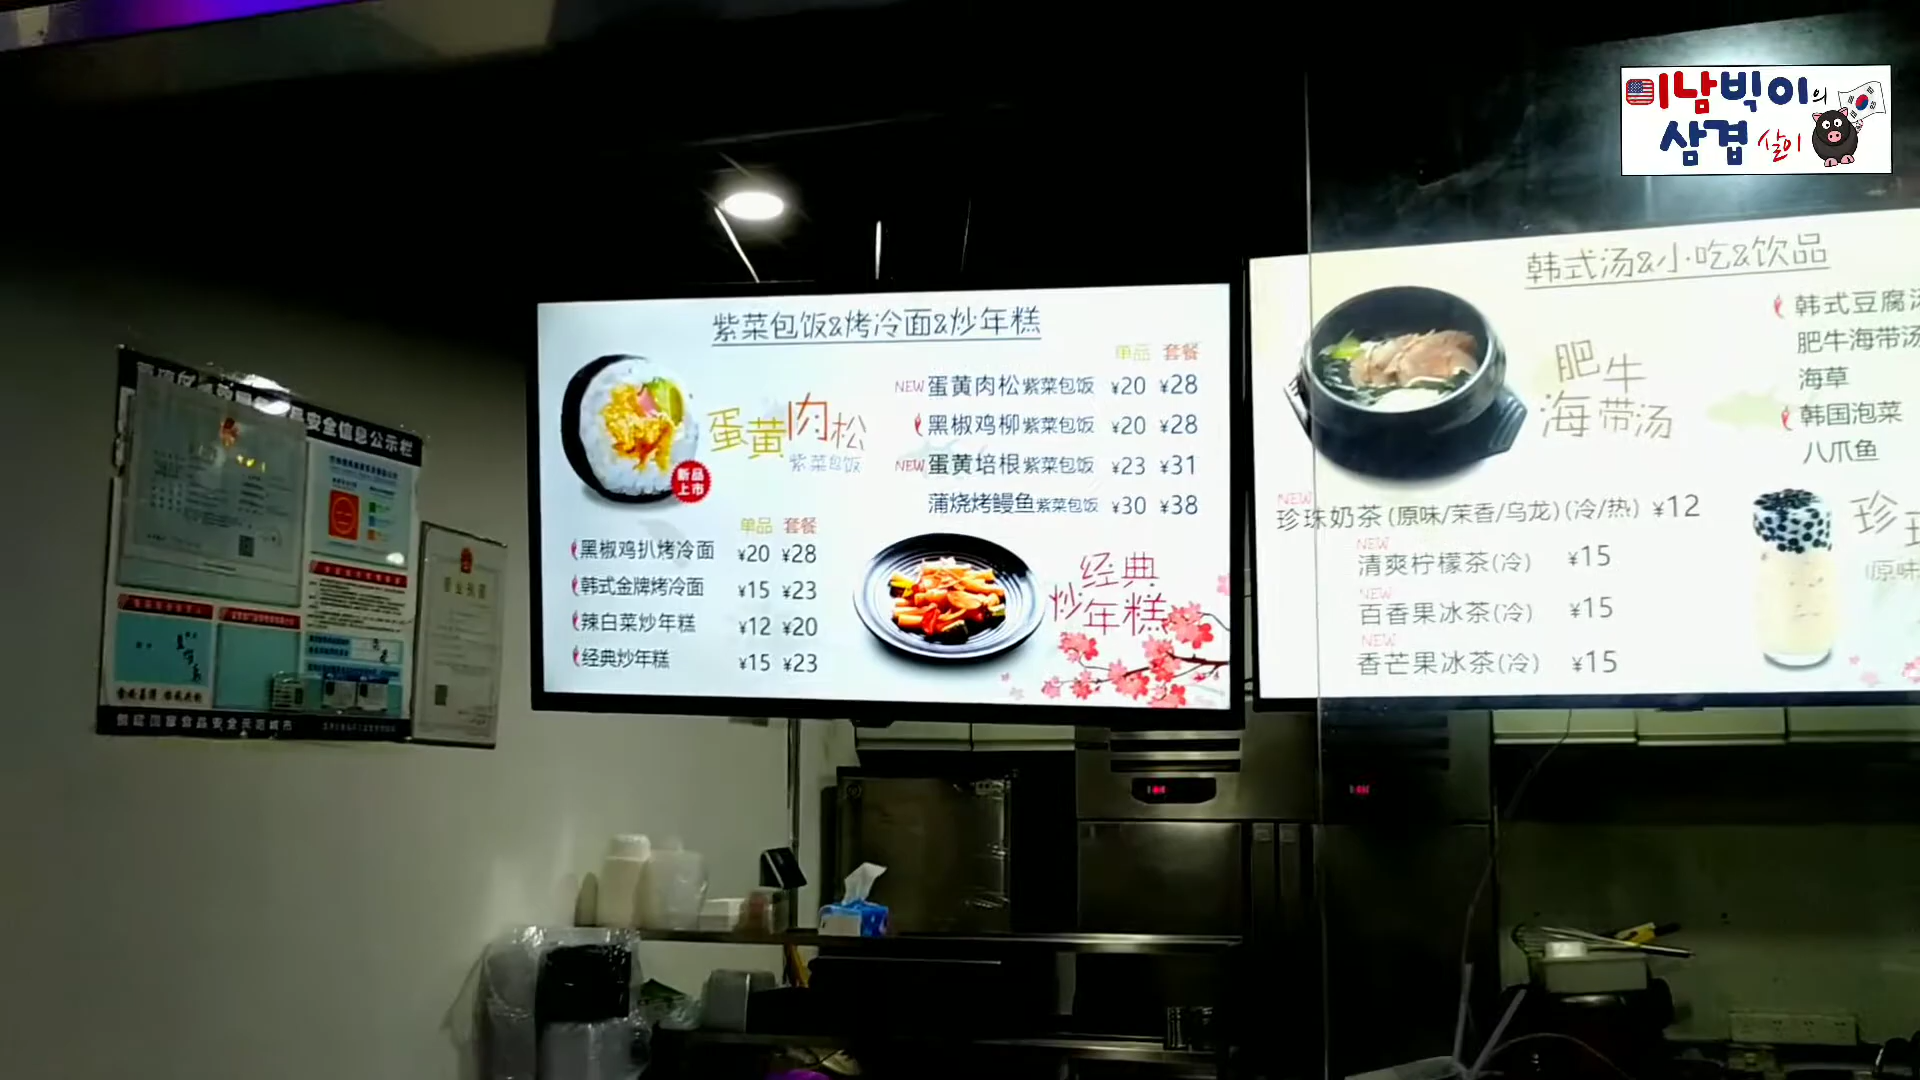 미남빅이의
삼겹살이
紫菜包饭&烤冷面&炒年糕
单品 套餐
NEW 蛋黄肉松紫菜包饭 ¥20 ¥28
黑椒鸡柳紫菜包饭 ¥20 ¥28
NEW 蛋黄培根紫菜包饭 ¥23 ¥31
蒲烧烤鳗鱼紫菜包饭 ¥30 ¥38
蛋黄肉松
紫菜包饭
新品
上市
单品 套餐
黑椒鸡扒烤冷面 ¥20 ¥28
韩式金牌烤冷面 ¥15 ¥23
辣白菜炒年糕 ¥12 ¥20
经典炒年糕 ¥15 ¥23
经典
炒年糕
韩式汤&小吃&饮品
韩式豆腐汤
肥牛海带汤
海草
韩国泡菜
八爪鱼
肥牛
海带汤
NEW
珍珠奶茶(原味/茉香/乌龙)(冷/热) ¥12
NEW
清爽柠檬茶(冷) ¥15
NEW
百香果冰茶(冷) ¥15
NEW
香芒果冰茶(冷) ¥15
珍
(原味
品安全信息公示栏